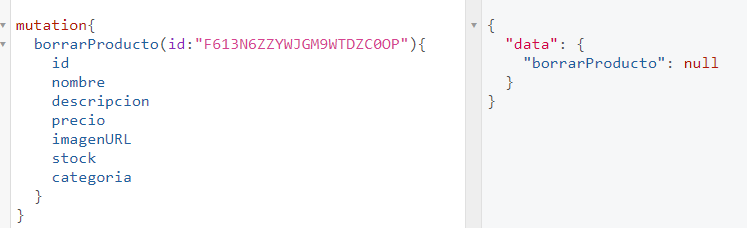 mutation{
borrarProducto(id:"F613N6ZZYWJGM9WTDZC0OP"){
id
nombre
descripcion
precio
imagenURL
stock
categoria
}
}
{
"data": {
"borrarProducto": null
}
}